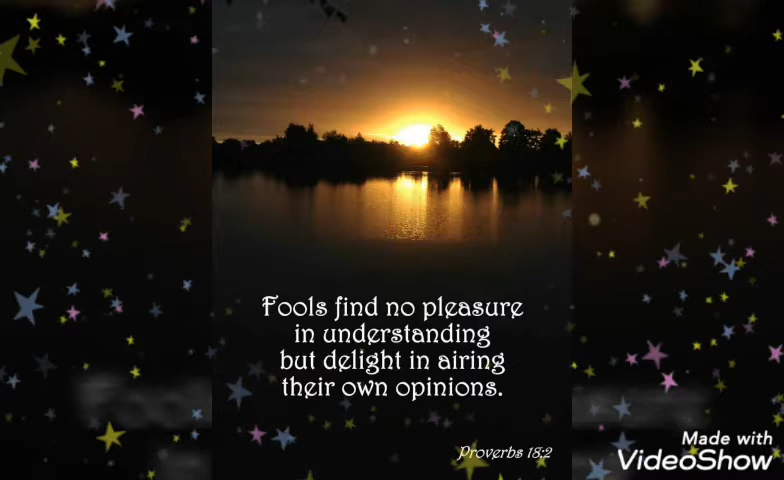 Fools find no pleasure
in understanding
but delight in airing
their own opinions.
Proverbs 18:2
Made with
VideoShow